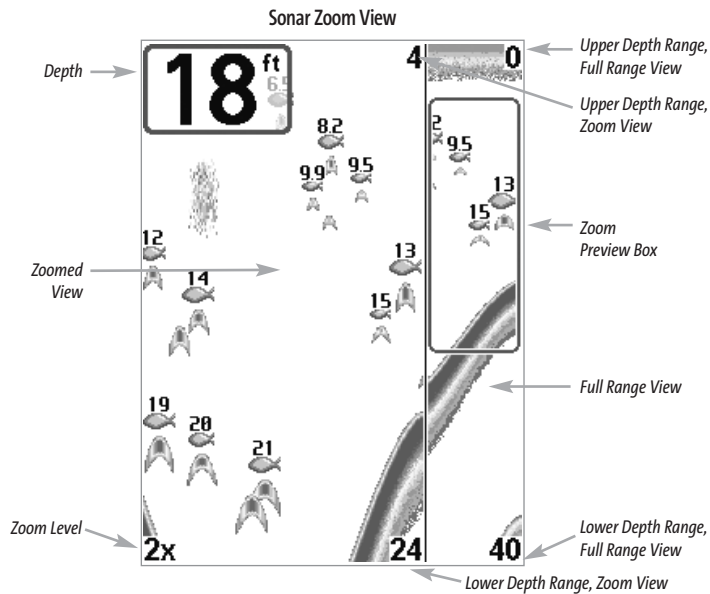 Sonar Zoom View
Depth
18 ft
6.5
4
0
Upper Depth Range,
Full Range View
Upper Depth Range,
Zoom View
8.2
9.9
9.5
2
9.5
13
15
12
14
13
15
Zoom
Preview Box
Zoomed
View
Full Range View
19
20
21
Zoom Level
2x
24
40
Lower Depth Range,
Full Range View
Lower Depth Range, Zoom View